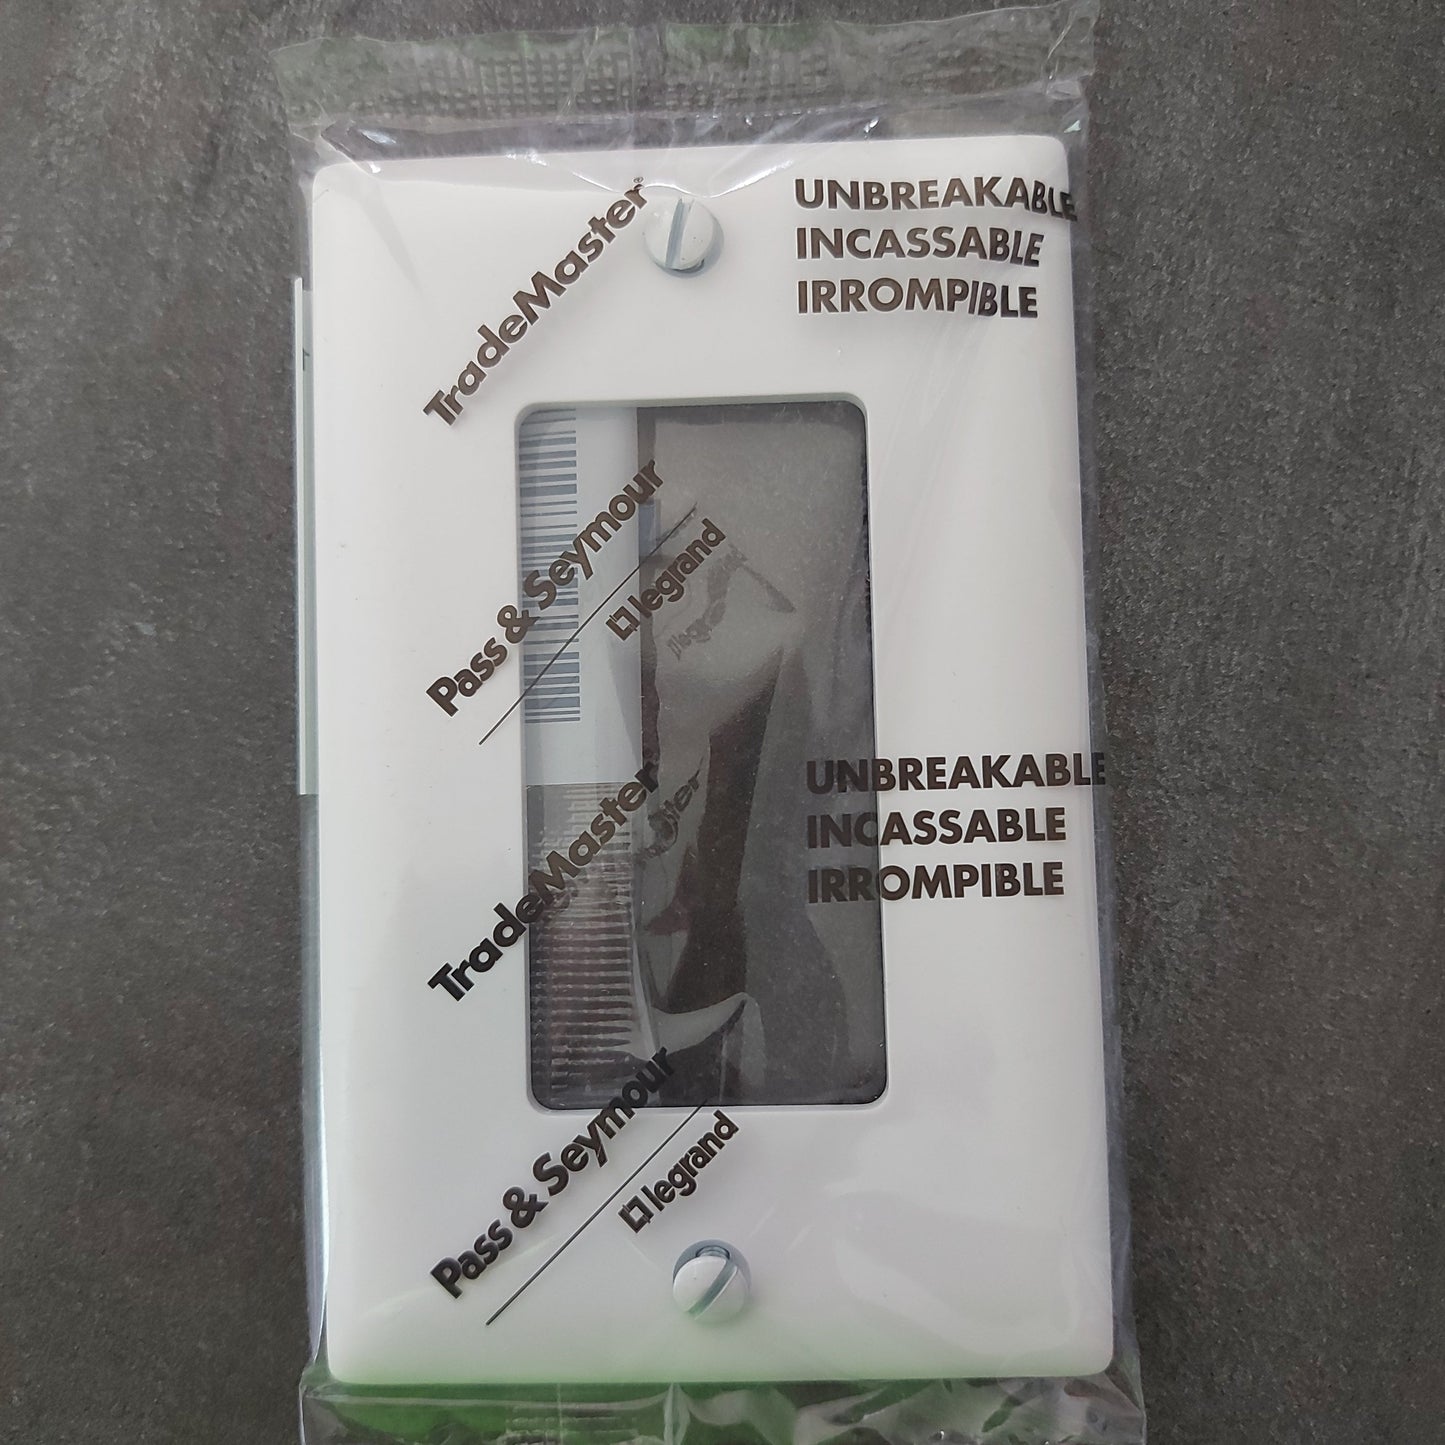 TradeMaster®
UNBREAKABLE
INCASSABLE
IRROMPIBLE
Pass & Seymour
legrand
TradeMaster
UNBREAKABLE
INCASSABLE
IRROMPIBLE
Pass & Seymour
legrand